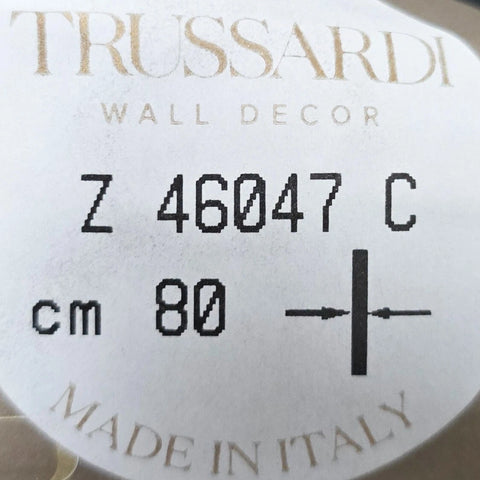 TRUSSARDI
WALL DECOR
Z 46047 C
cm 80
MADE IN ITALY